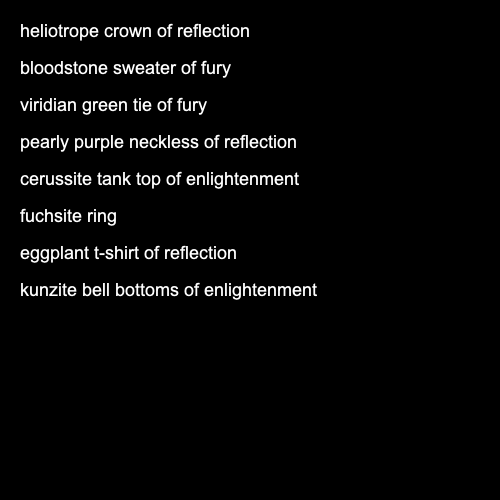 heliotrope crown of reflection
bloodstone sweater of fury
viridian green tie of fury
pearly purple neckless of reflection
cerussite tank top of enlightenment
fuchsite ring
eggplant t-shirt of reflection
kunzite bell bottoms of enlightenment